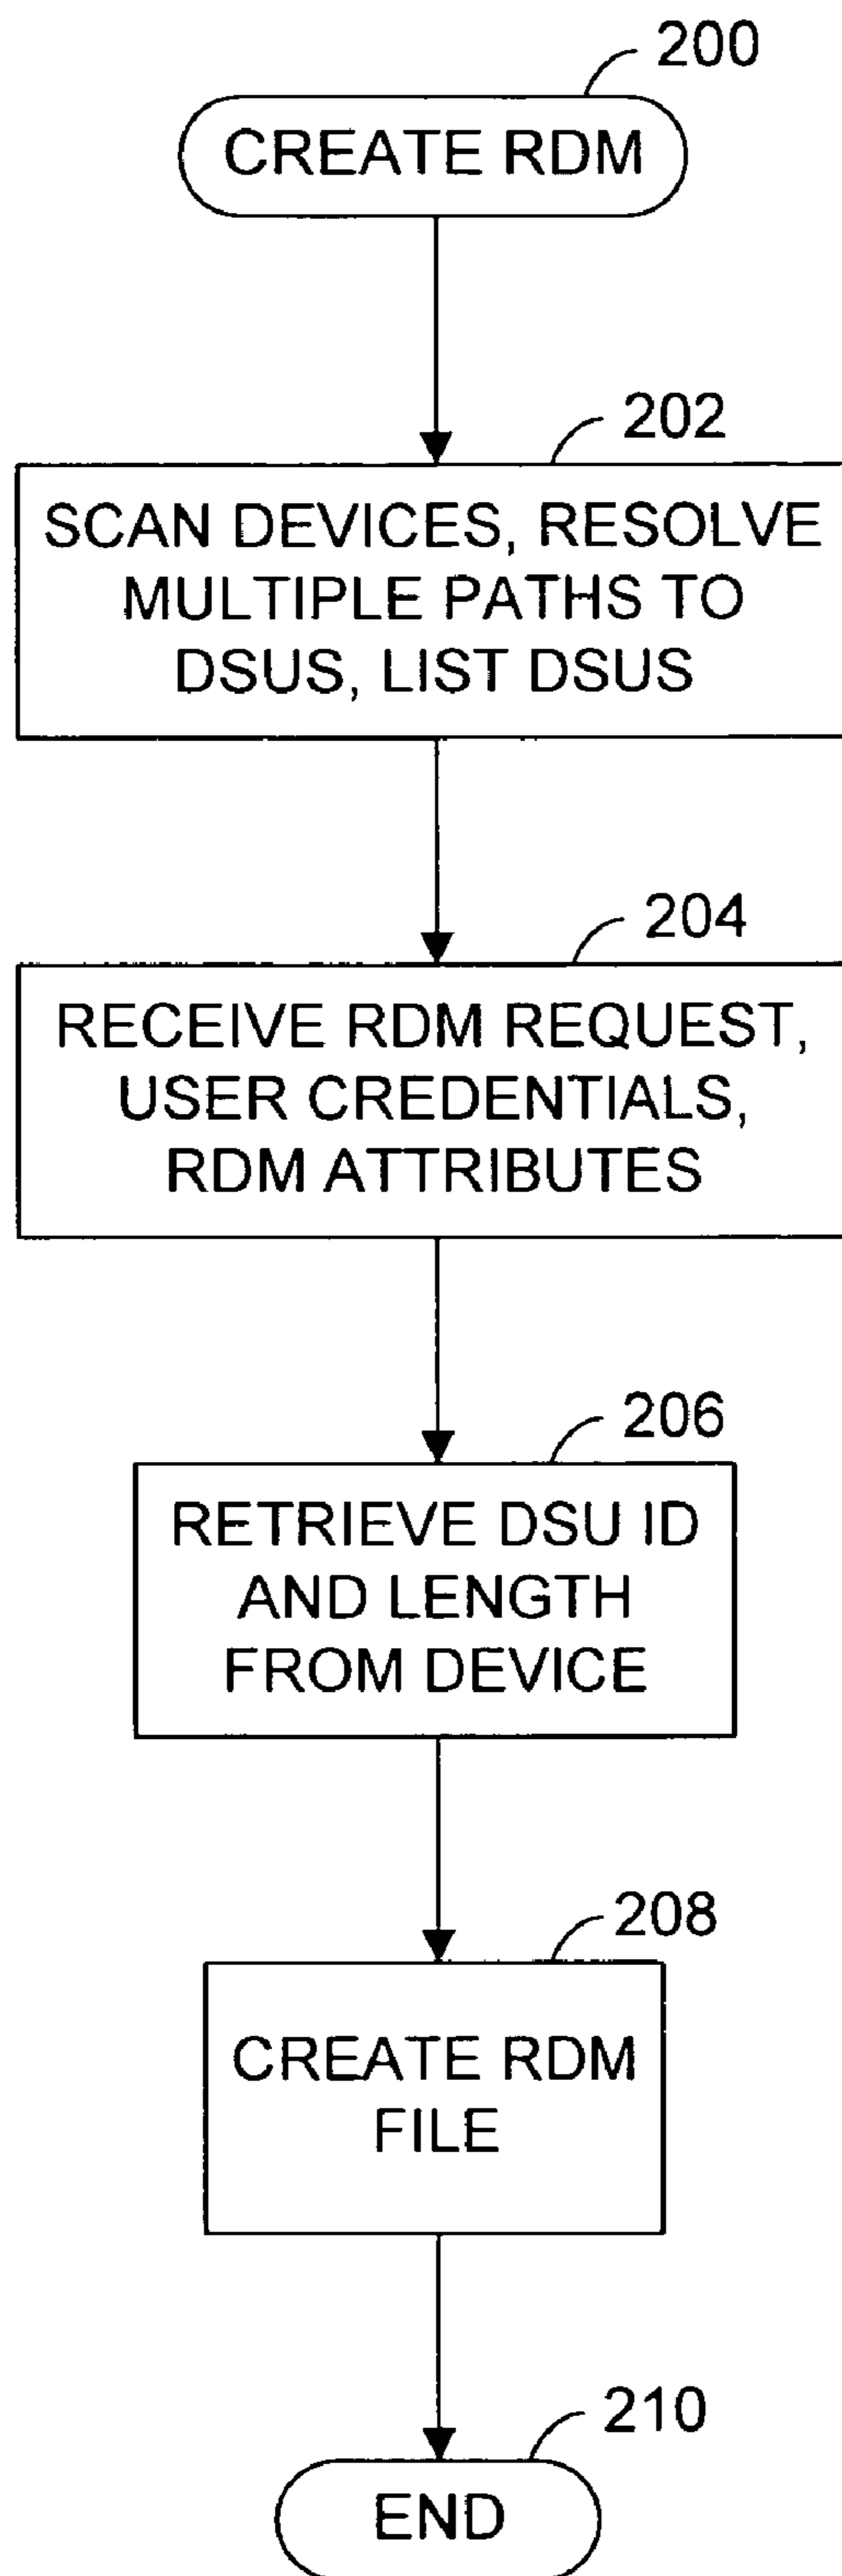 200
CREATE RDM
202
SCAN DEVICES, RESOLVE
MULTIPLE PATHS TO
DSUS, LIST DSUS
204
RECEIVE RDM REQUEST,
USER CREDENTIALS,
RDM ATTRIBUTES
206
RETRIEVE DSU ID
AND LENGTH
FROM DEVICE
208
CREATE RDM
FILE
210
END